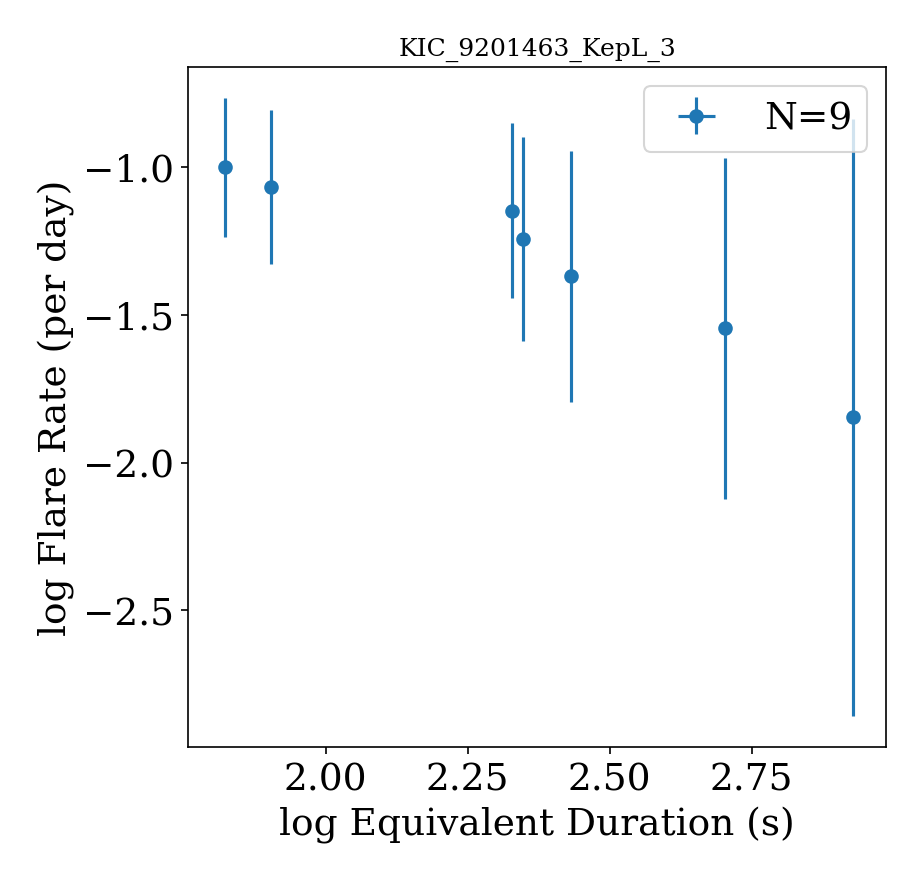 KIC_9201463_KepL_3
N=9
−1.0
−1.5
−2.0
−2.5
log Flare Rate (per day)
2.00 2.25 2.50 2.75
log Equivalent Duration (s)